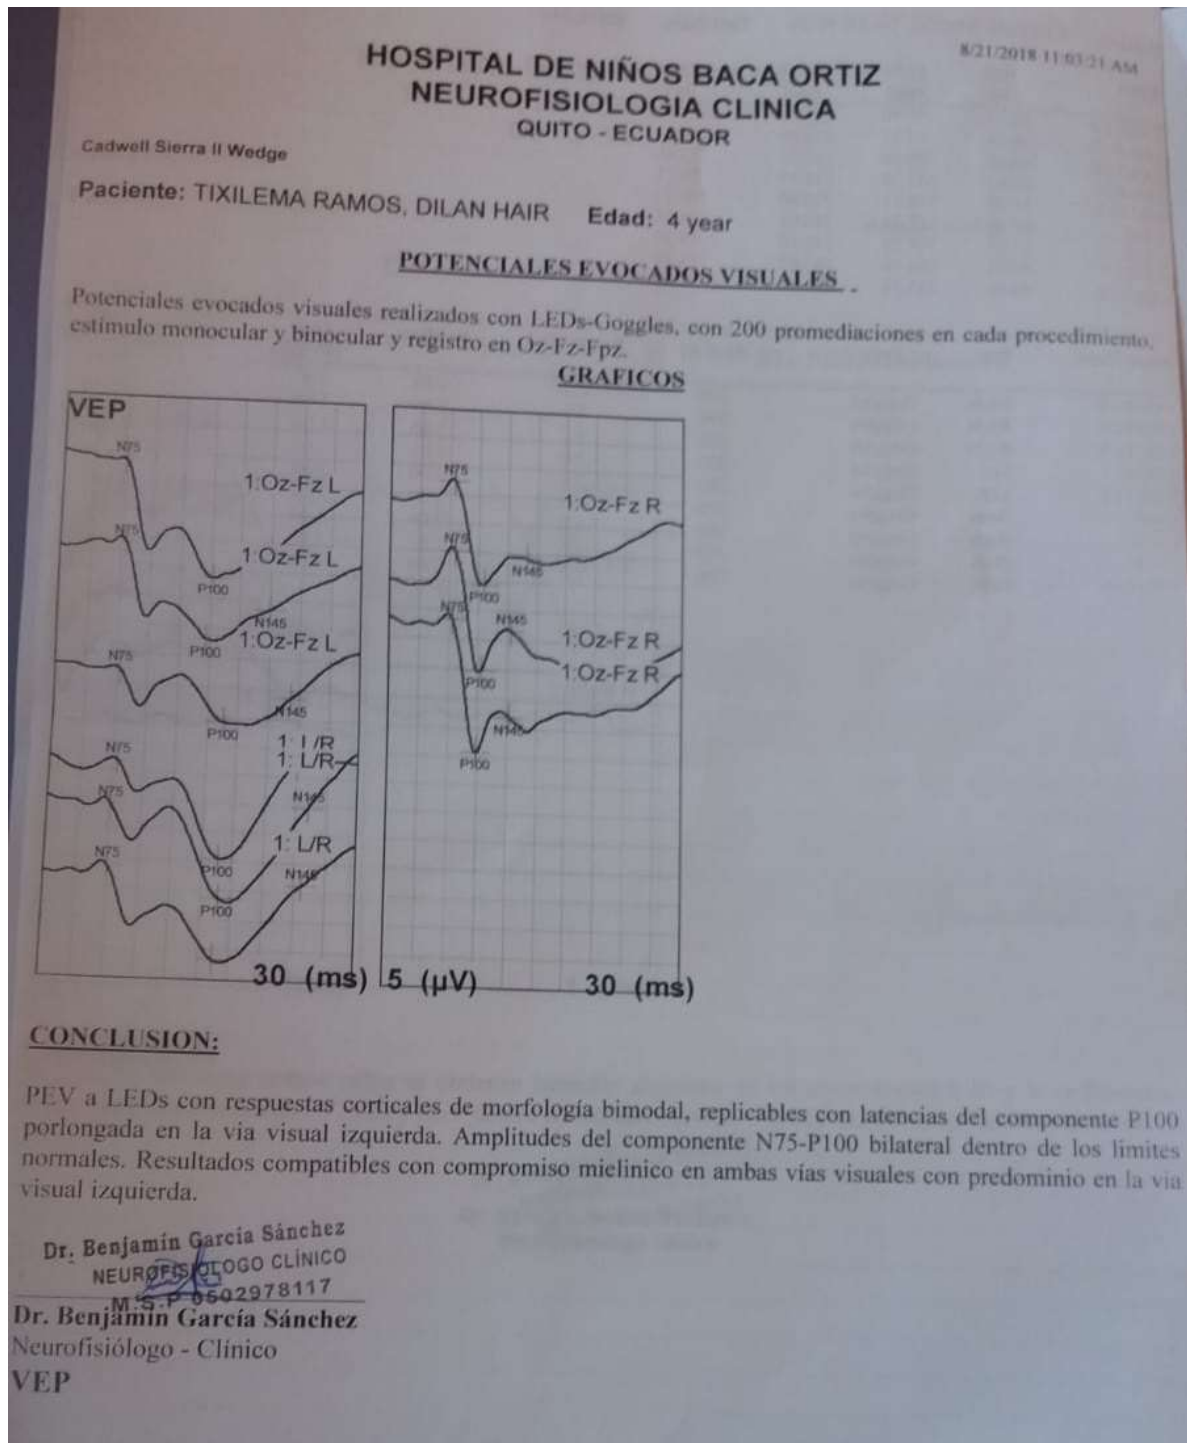 8/21/2018 11:03:21 AM
HOSPITAL DE NIÑOS BACA ORTIZ
NEUROFISIOLOGIA CLINICA
QUITO - ECUADOR
Cadwell Sierra II Wedge
Paciente: TIXILEMA RAMOS, DILAN HAIR Edad: 4 year
POTENCIALES EVOCADOS VISUALES
Potenciales evocados visuales realizados con LEDs-Goggles, con 200 promediaciones en cada procedimiento,
estimulo monocular y binocular y registro en Oz-Fz-Fpz.
GRAFICOS
VEP
N75
1:Oz-Fz L
N75
1:Oz-Fz L
P100
N145
1:Oz-Fz L
P100
N75
N145
P100
1: L/R
1: L/R
N75
N145
N75
P100
1: L/R
N75
N145
P100
30 (ms)
N75
1:Oz-Fz R
N75
N145
P100
N75
N145
1:Oz-Fz R
1:Oz-Fz R
P100
N145
P100
5 (µV)
30 (ms)
CONCLUSION:
PEV a LEDs con respuestas corticales de morfología bimodal, replicables con latencias del componente P100
porlongada en la via visual izquierda. Amplitudes del componente N75-P100 bilateral dentro de los limites
normales. Resultados compatibles con compromiso mielinico en ambas vías visuales con predominio en la via
visual izquierda.
Dr. Benjamín García Sánchez
NEUROFISIOLOGO CLÍNICO
M.S.P 0502978117
Dr. Benjamín García Sánchez
Neurofisiólogo - Clínico
VEP